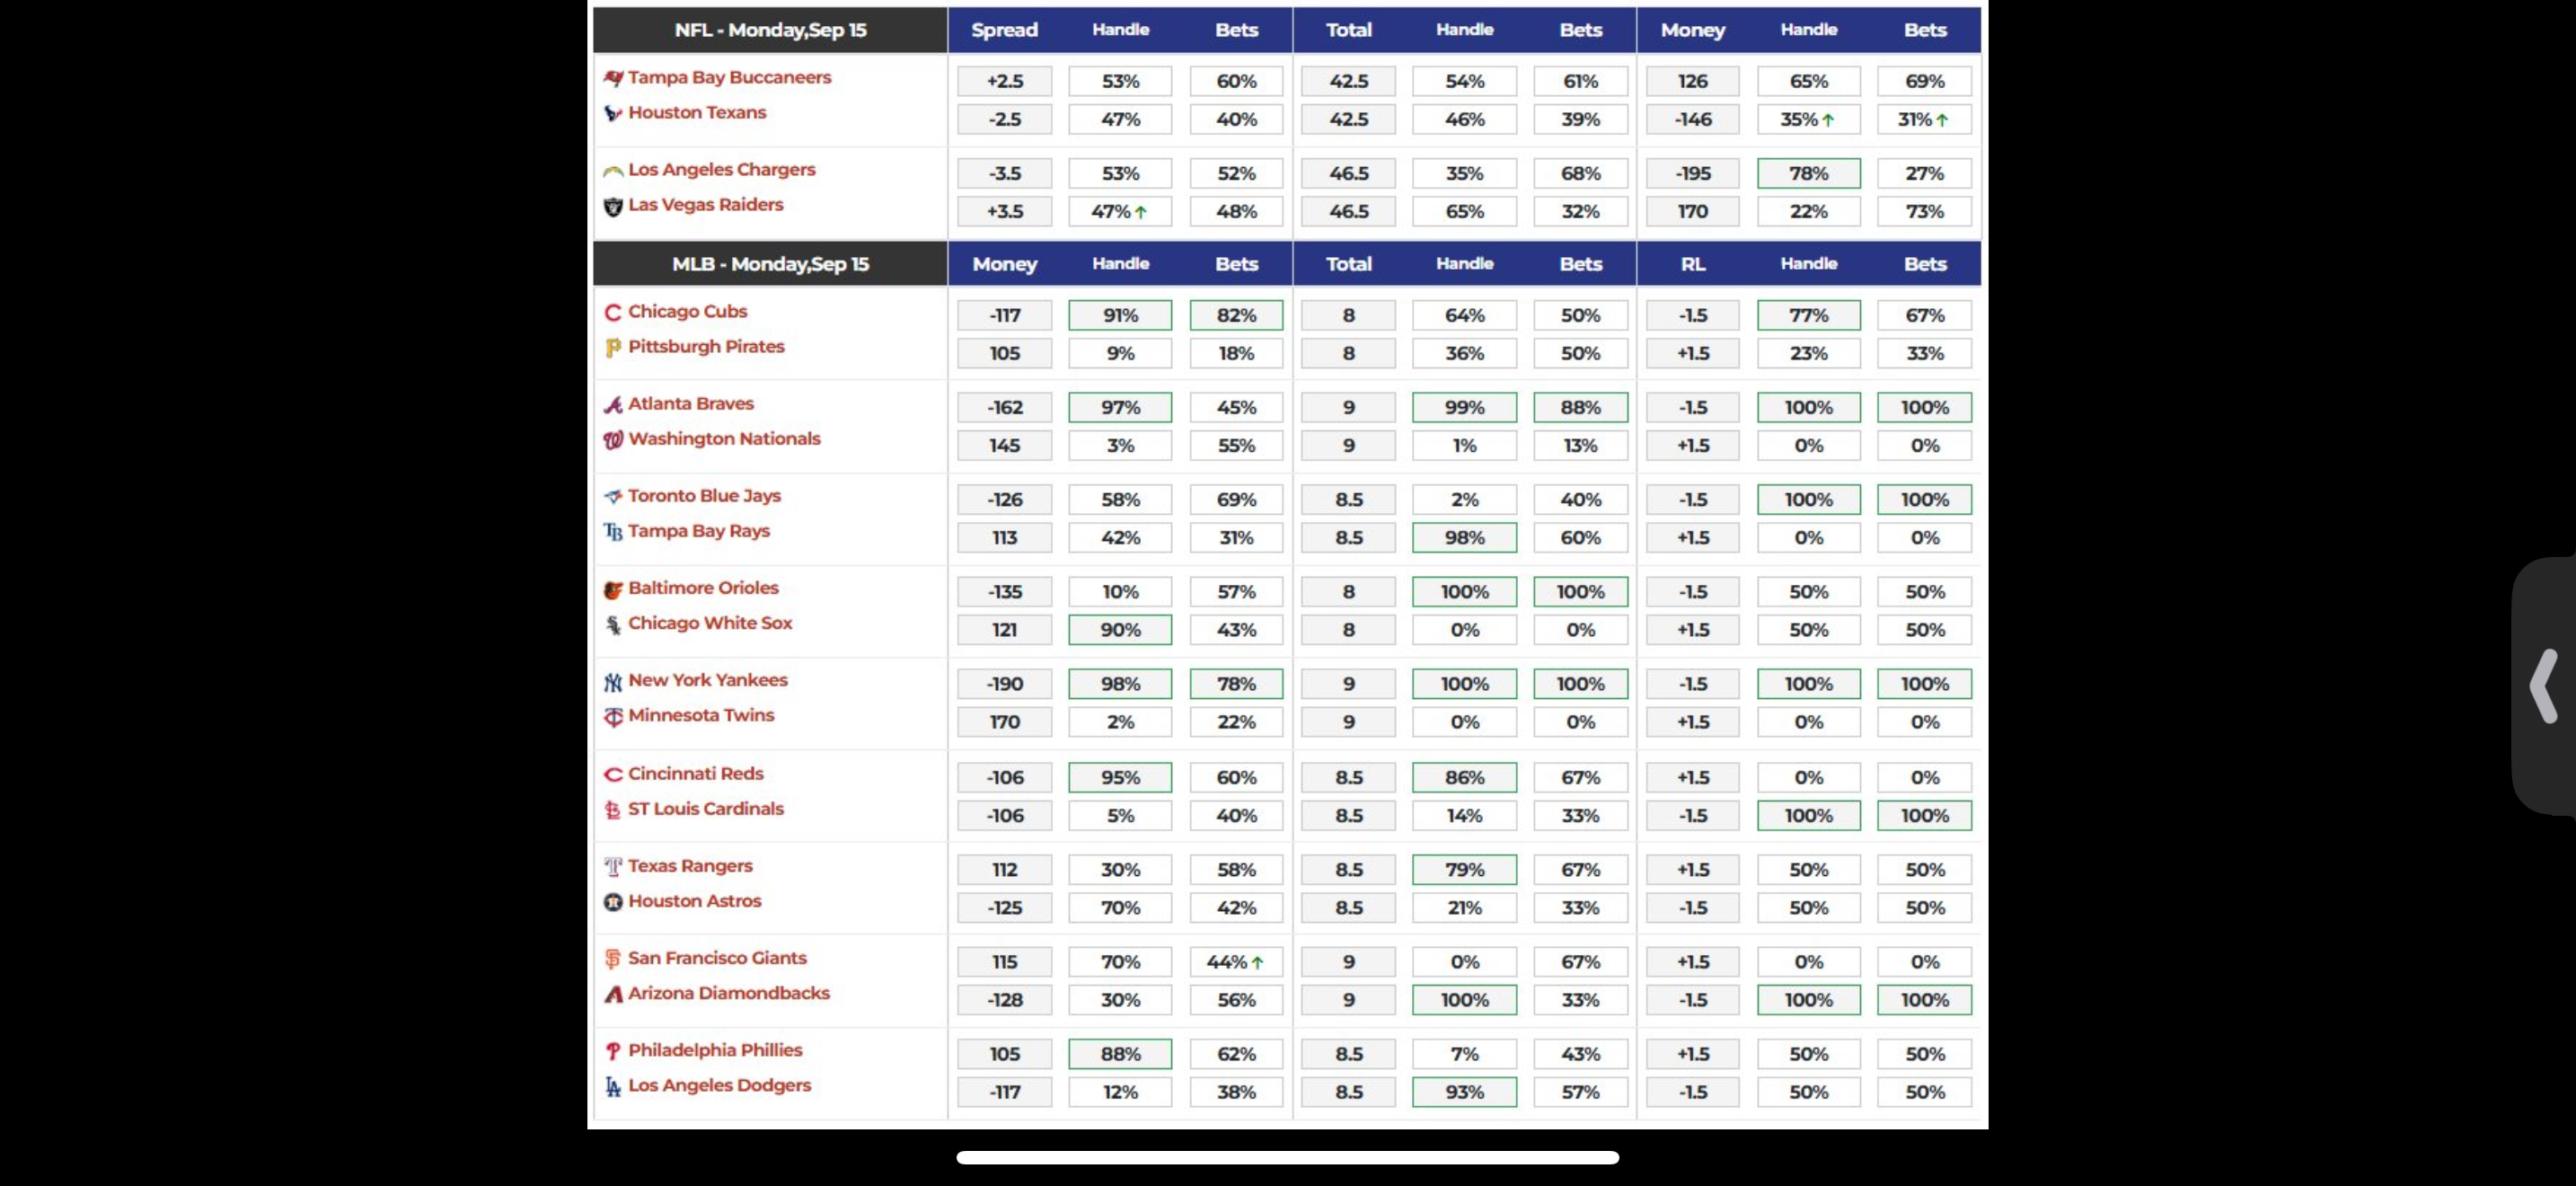 NFL - Monday,Sep 15 Spread Handle Bets Total Handle Bets Money Handle Bets
Tampa Bay Buccaneers +2.5 53% 60% 42.5 54% 61% 126 65% 69%
Houston Texans -2.5 47% 40% 42.5 46% 39% -146 35%↑ 31%↑
Los Angeles Chargers -3.5 53% 52% 46.5 35% 68% -195 78% 27%
Las Vegas Raiders +3.5 47%↑ 48% 46.5 65% 32% 170 22% 73%
MLB - Monday,Sep 15 Money Handle Bets Total Handle Bets RL Handle Bets
Chicago Cubs -117 91% 82% 8 64% 50% -1.5 77% 67%
Pittsburgh Pirates 105 9% 18% 8 36% 50% +1.5 23% 33%
Atlanta Braves -162 97% 45% 9 99% 88% -1.5 100% 100%
Washington Nationals 145 3% 55% 9 1% 13% +1.5 0% 0%
Toronto Blue Jays -126 58% 69% 8.5 2% 40% -1.5 100% 100%
Tampa Bay Rays 113 42% 31% 8.5 98% 60% +1.5 0% 0%
Baltimore Orioles -135 10% 57% 8 100% 100% -1.5 50% 50%
Chicago White Sox 121 90% 43% 8 0% 0% +1.5 50% 50%
New York Yankees -190 98% 78% 9 100% 100% -1.5 100% 100%
Minnesota Twins 170 2% 22% 9 0% 0% +1.5 0% 0%
Cincinnati Reds -106 95% 60% 8.5 86% 67% +1.5 0% 0%
ST Louis Cardinals -106 5% 40% 8.5 14% 33% -1.5 100% 100%
Texas Rangers 112 30% 58% 8.5 79% 67% +1.5 50% 50%
Houston Astros -125 70% 42% 8.5 21% 33% -1.5 50% 50%
San Francisco Giants 115 70% 44%↑ 9 0% 67% +1.5 0% 0%
Arizona Diamondbacks -128 30% 56% 9 100% 33% -1.5 100% 100%
Philadelphia Phillies 105 88% 62% 8.5 7% 43% +1.5 50% 50%
Los Angeles Dodgers -117 12% 38% 8.5 93% 57% -1.5 50% 50%